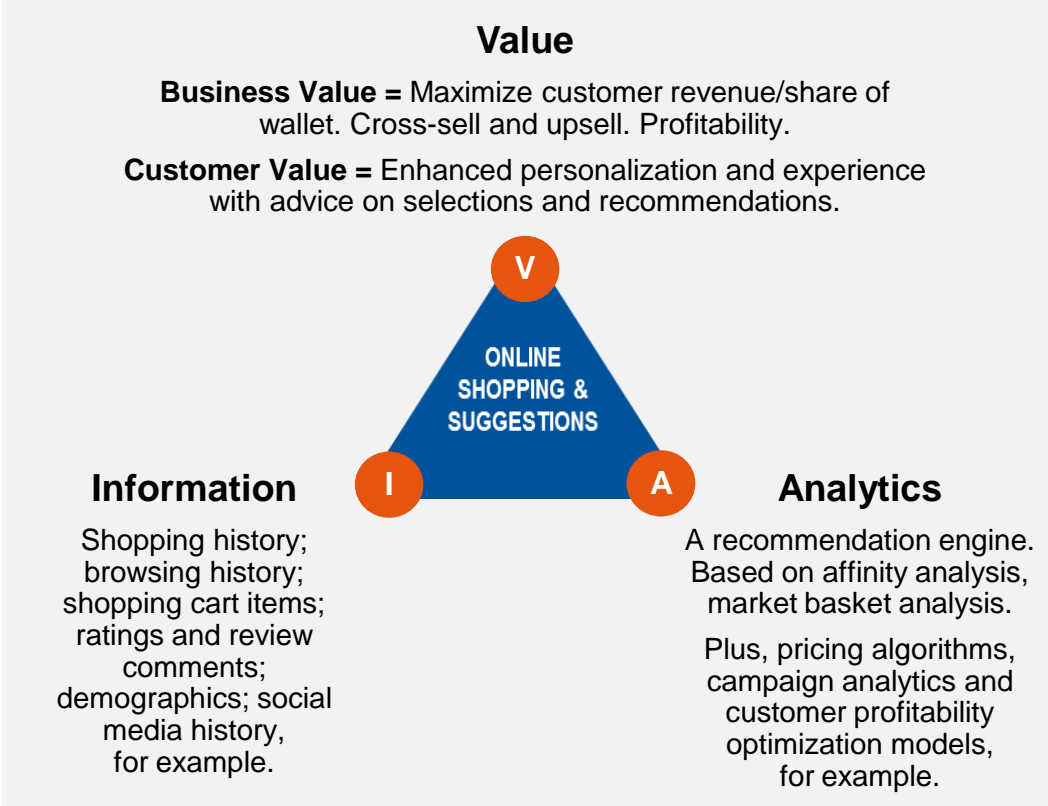 Value
Business Value = Maximize customer revenue/share of
wallet. Cross-sell and upsell. Profitability.
Customer Value = Enhanced personalization and experience
with advice on selections and recommendations.
V
ONLINE
SHOPPING &
SUGGESTIONS
I
A
Information
Shopping history;
browsing history;
shopping cart items;
ratings and review
comments;
demographics; social
media history,
for example.
Analytics
A recommendation engine.
Based on affinity analysis,
market basket analysis.
Plus, pricing algorithms,
campaign analytics and
customer profitability
optimization models,
for example.